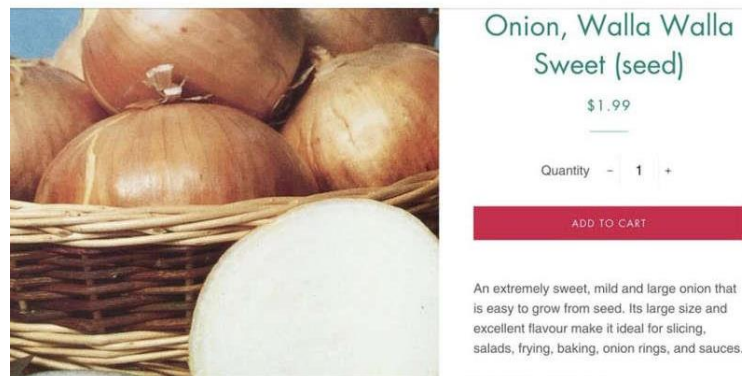 Onion, Walla Walla
Sweet (seed)
$1.99
Quantity - 1 +
ADD TO CART
An extremely sweet, mild and large onion that
is easy to grow from seed. Its large size and
excellent flavour make it ideal for slicing,
salads, frying, baking, onion rings, and sauces.